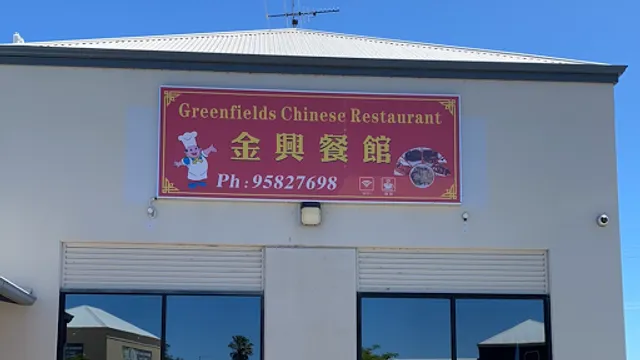 Greenfields Chinese Restaurant
金興餐館
Ph : 95827698